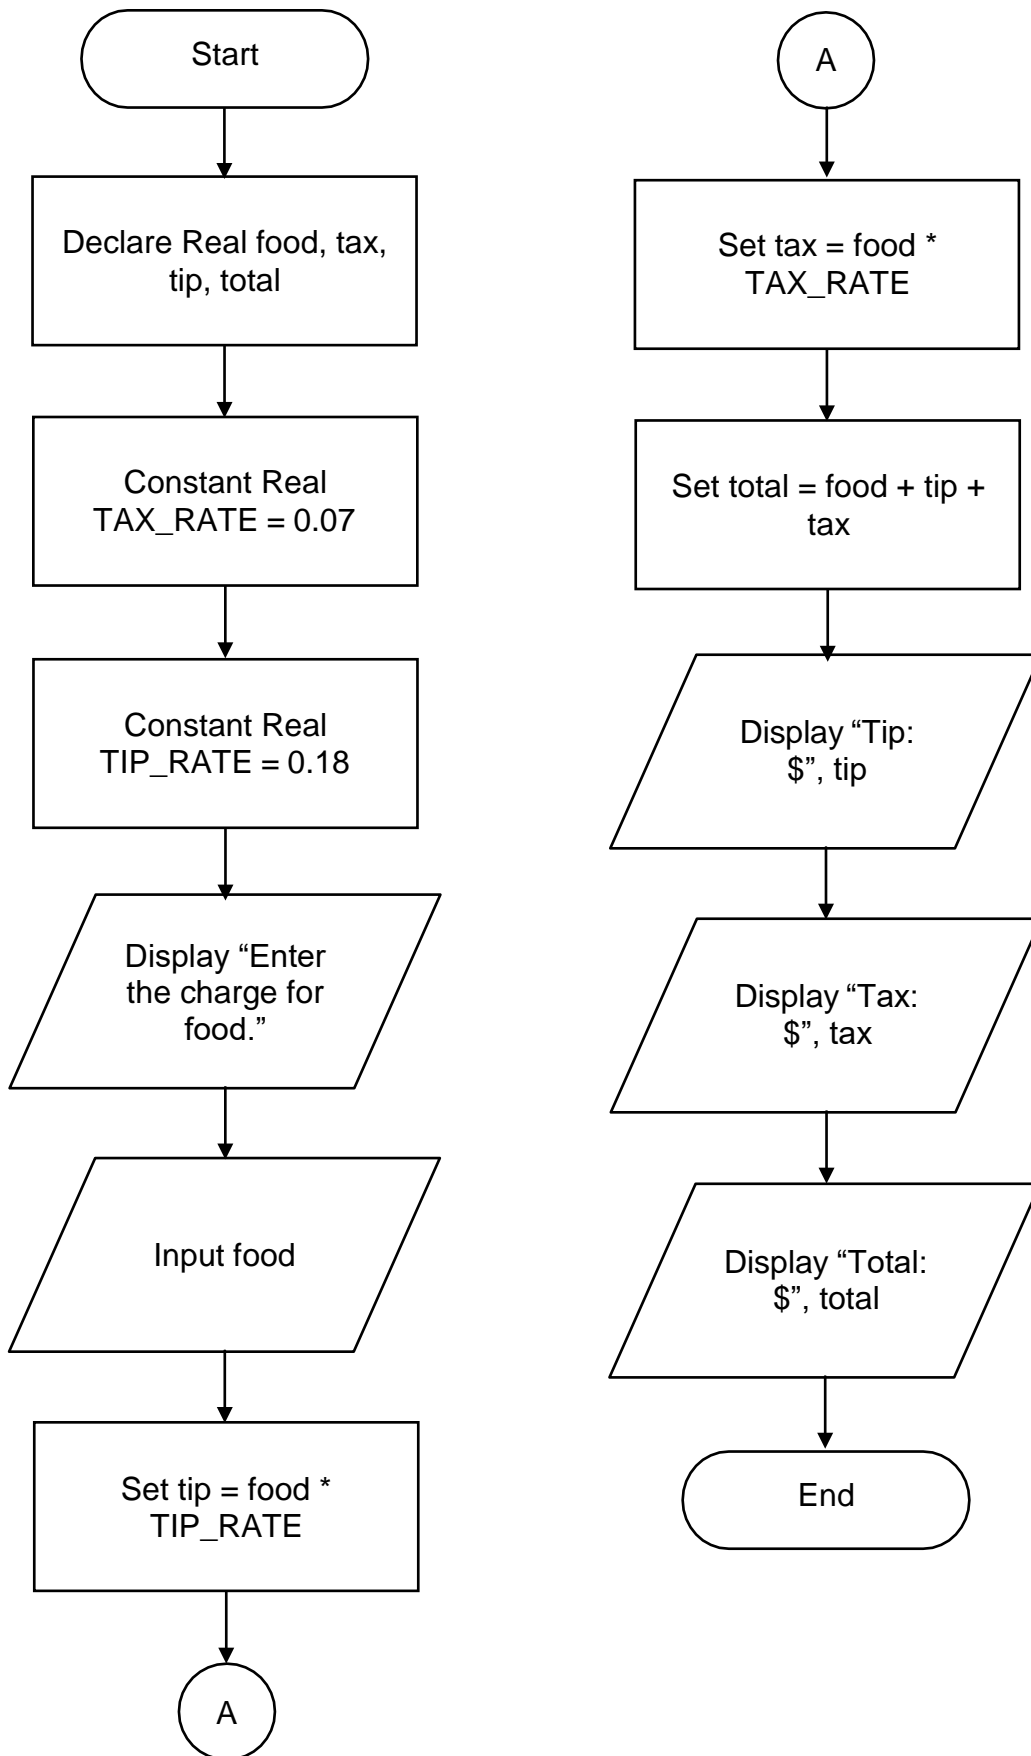 Start
Declare Real food, tax,
tip, total
Constant Real
TAX_RATE = 0.07
Constant Real
TIP_RATE = 0.18
Display “Enter
the charge for
food.”
Input food
Set tip = food *
TIP_RATE
A
A
Set tax = food *
TAX_RATE
Set total = food + tip +
tax
Display “Tip:
$”, tip
Display “Tax:
$”, tax
Display “Total:
$”, total
End